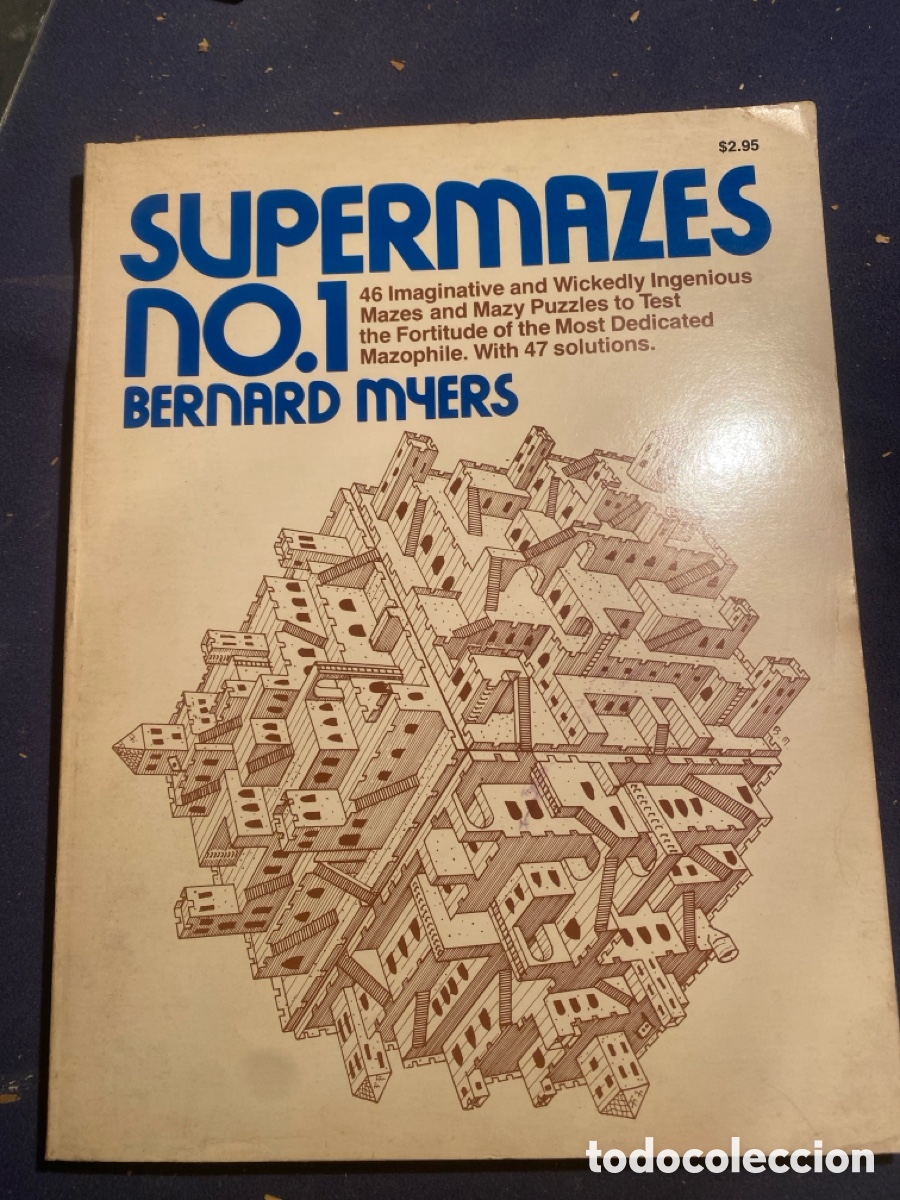 $2.95
SUPERMAZES
NO.1
46 Imaginative and Wickedly Ingenious
Mazes and Mazy Puzzles to Test
the Fortitude of the Most Dedicated
Mazophile. With 47 solutions.
BERNARD MYERS
todocoleccion